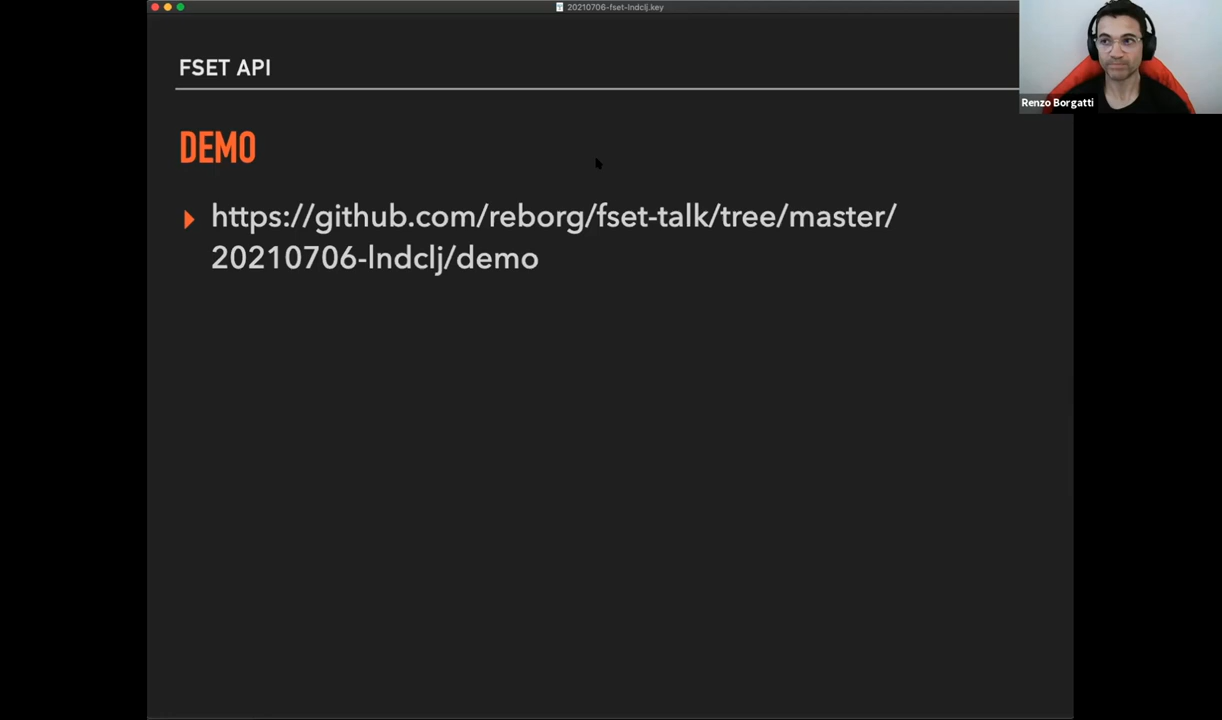 20210706-fset-lndclj.key
FSET API
Renzo Borgatti
DEMO
https://github.com/reborg/fset-talk/tree/master/
20210706-lndclj/demo